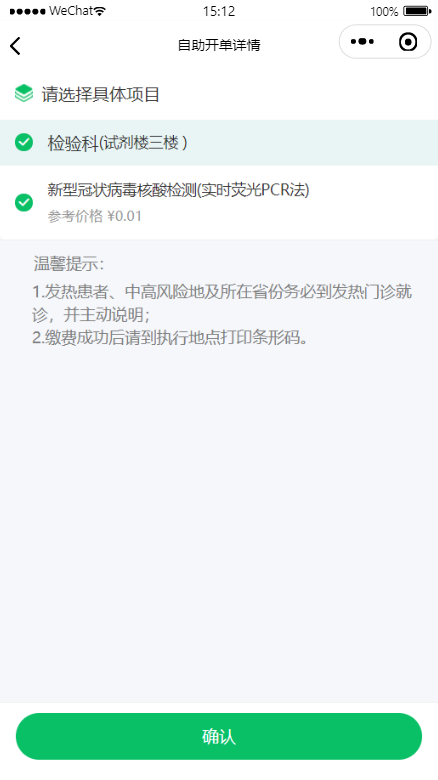 WeChat 15:12 100%
自助开单详情
请选择具体项目
检验科(试剂楼三楼 )
新型冠状病毒核酸检测(实时荧光PCR法)
参考价格 ¥0.01
温馨提示：
1.发热患者、中高风险地及所在省份务必到发热门诊就
诊，并主动说明；
2.缴费成功后请到执行地点打印条形码。
确认